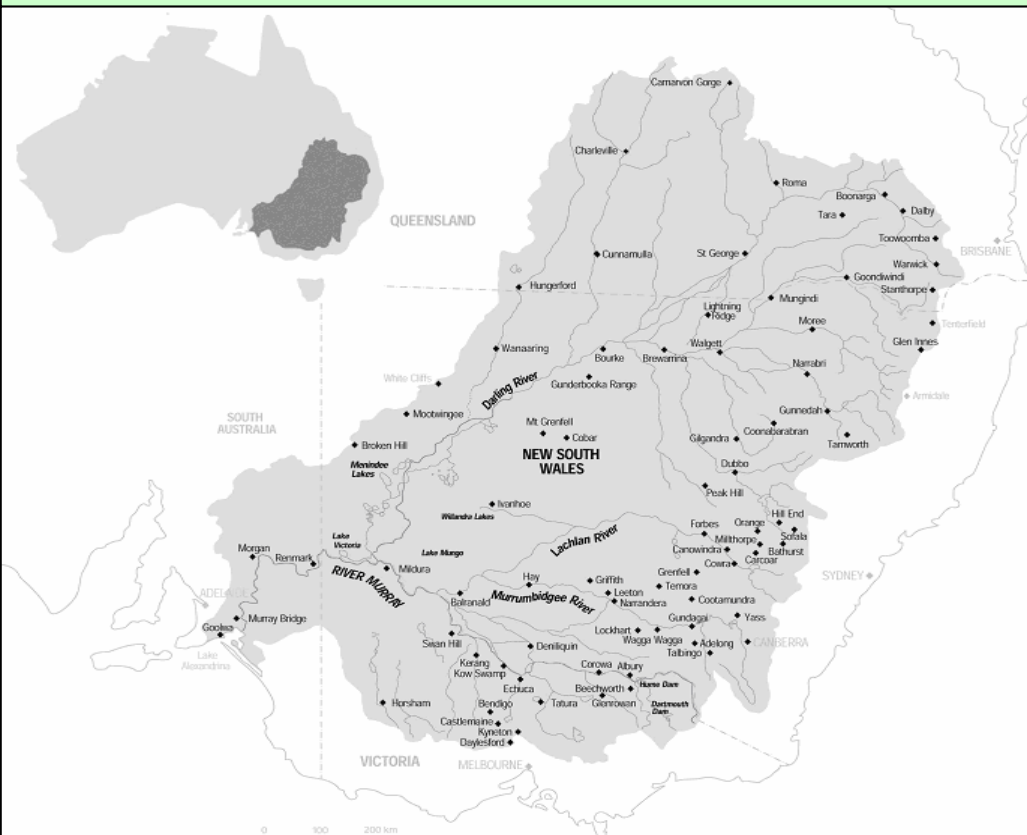 Carnarvon Gorge
Charleville
Roma
Boonarga
QUEENSLAND
Tara
Dalby
Toowoomba
BRISBANE
Cunnamulla
St George
Warwick
Goondiwindi
Hungerford
Stanthorpe
Mungindi
Lightning
Ridge
Moree
Tenterfield
Glen Innes
Wanaaring
Walgett
Bourke
Brewarrina
Narrabri
White Cliffs
Darling River
Gunderbooka Range
Armidale
Mootwingee
Gunnedah
SOUTH
AUSTRALIA
Mt Grenfell
Coonabarabran
Broken Hill
Cobar
Gilgandra
Tamworth
NEW SOUTH
WALES
Menindee
Lakes
Dubbo
Peak Hill
Ivanhoe
Willandra Lakes
Hill End
Forbes
Orange
Sofala
Lake
Victoria
Lachlan River
Millthorpe
Morgan
Lake Mungo
Canowindra
Bathurst
Renmark
Carcoar
Cowra
RIVER MURRAY
Mildura
Grenfell
SYDNEY
Hay
Griffith
Temora
ADELAIDE
Leeton
Balranald
Murrumbidgee River
Narrandera
Cootamundra
Murray Bridge
Gundagai
Yass
Goolwa
Lockhart
Wagga Wagga
Swan Hill
Deniliquin
Adelong
CANBERRA
Lake
Alexandrina
Talbingo
Kerang
Kow Swamp
Corowa
Albury
Echuca
Beechworth
Hume Dam
Horsham
Bendigo
Tatura
Glenrowan
Dartmouth
Dam
Castlemaine
Kyneton
Daylesford
VICTORIA
MELBOURNE
0 100 200 km